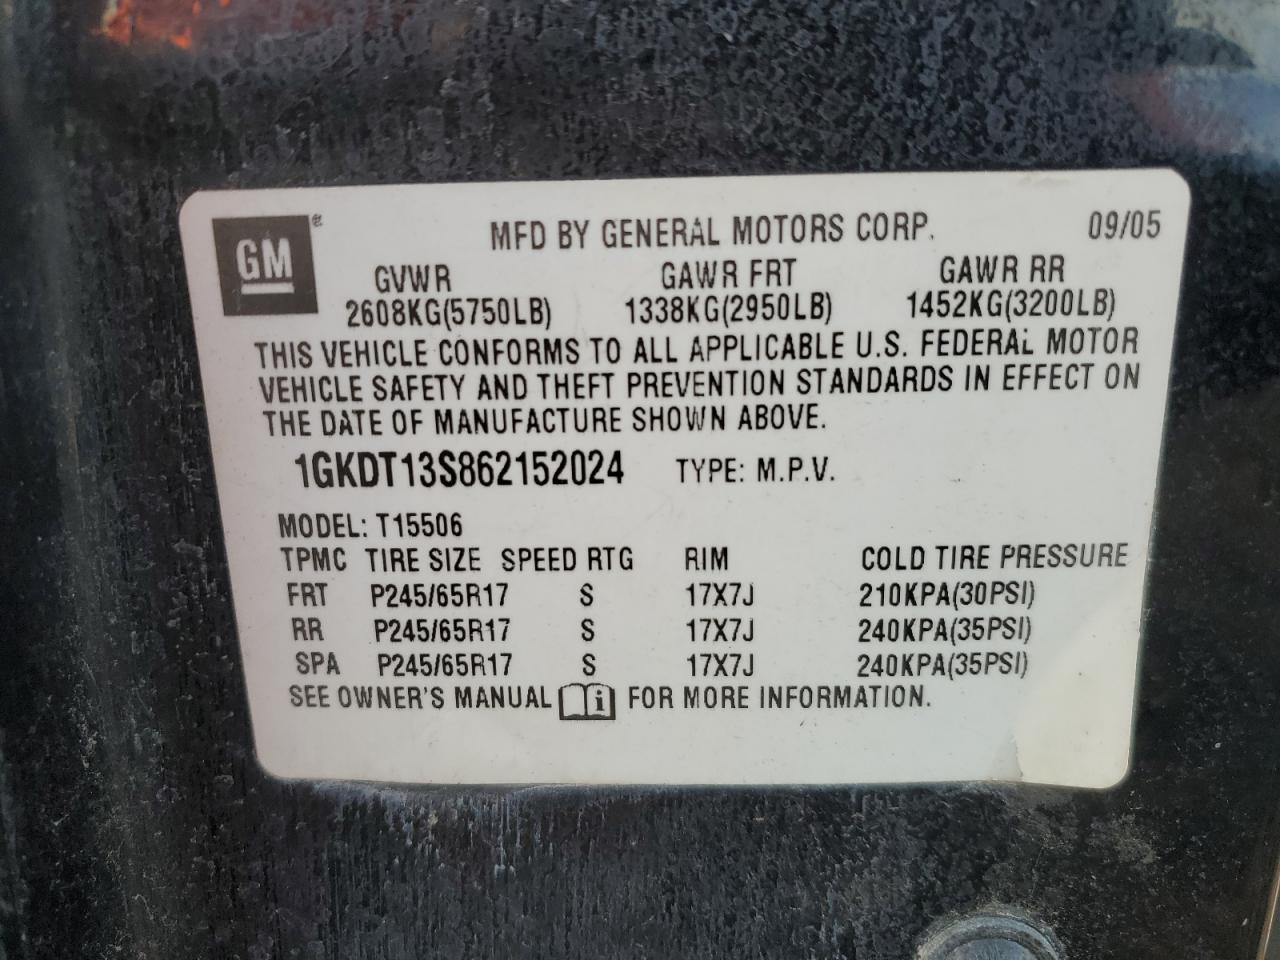 GM ®
MFD BY GENERAL MOTORS CORP. 09/05
GVWR GAWR FRT GAWR RR
2608KG(5750LB) 1338KG(2950LB) 1452KG(3200LB)
THIS VEHICLE CONFORMS TO ALL APPLICABLE U.S. FEDERAL MOTOR
VEHICLE SAFETY AND THEFT PREVENTION STANDARDS IN EFFECT ON
THE DATE OF MANUFACTURE SHOWN ABOVE.
1GKDT13S862152024 TYPE: M.P.V.
MODEL: T15506
TPMC TIRE SIZE SPEED RTG RIM COLD TIRE PRESSURE
FRT P245/65R17 S 17X7J 210KPA(30PSI)
RR P245/65R17 S 17X7J 240KPA(35PSI)
SPA P245/65R17 S 17X7J 240KPA(35PSI)
SEE OWNER'S MANUAL i FOR MORE INFORMATION.